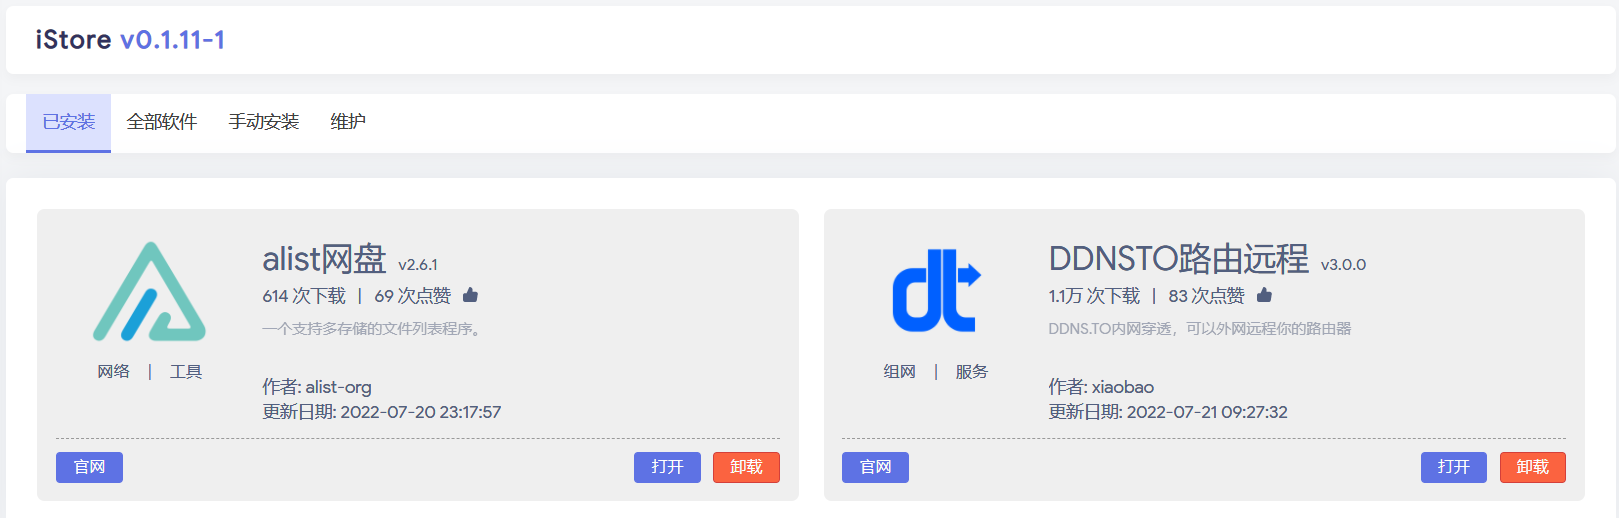 iStore v0.1.11-1
已安装 全部软件 手动安装 维护
alist网盘 v2.6.1
614 次下载 | 69 次点赞
一个支持多存储的文件列表程序。
网络 | 工具
作者: alist-org
更新日期: 2022-07-20 23:17:57
官网 打开 卸载
DDNSTO路由远程 v3.0.0
1.1万 次下载 | 83 次点赞
DDNS.TO内网穿透，可以外网远程你的路由器
组网 | 服务
作者: xiaobao
更新日期: 2022-07-21 09:27:32
官网 打开 卸载